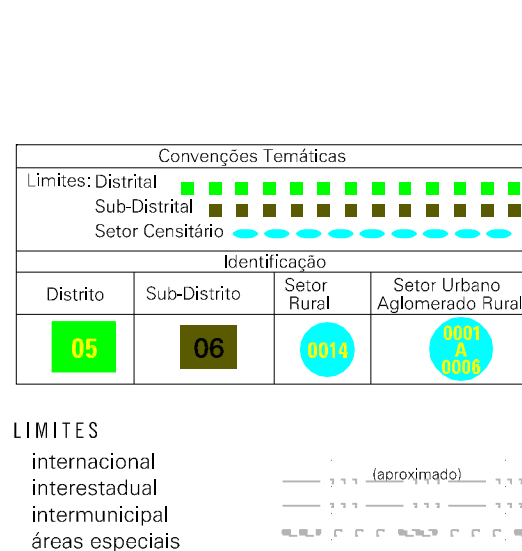 Convenções Temáticas
Limites: Distrital
Sub-Distrital
Setor Censitário
Identificação
Distrito
Sub-Distrito
Setor
Rural
Setor Urbano
Aglomerado Rural
05
06
0014
0001
A
0006
LIMITES
internacional
interestadual
(aproximado)
intermunicipal
áreas especiais